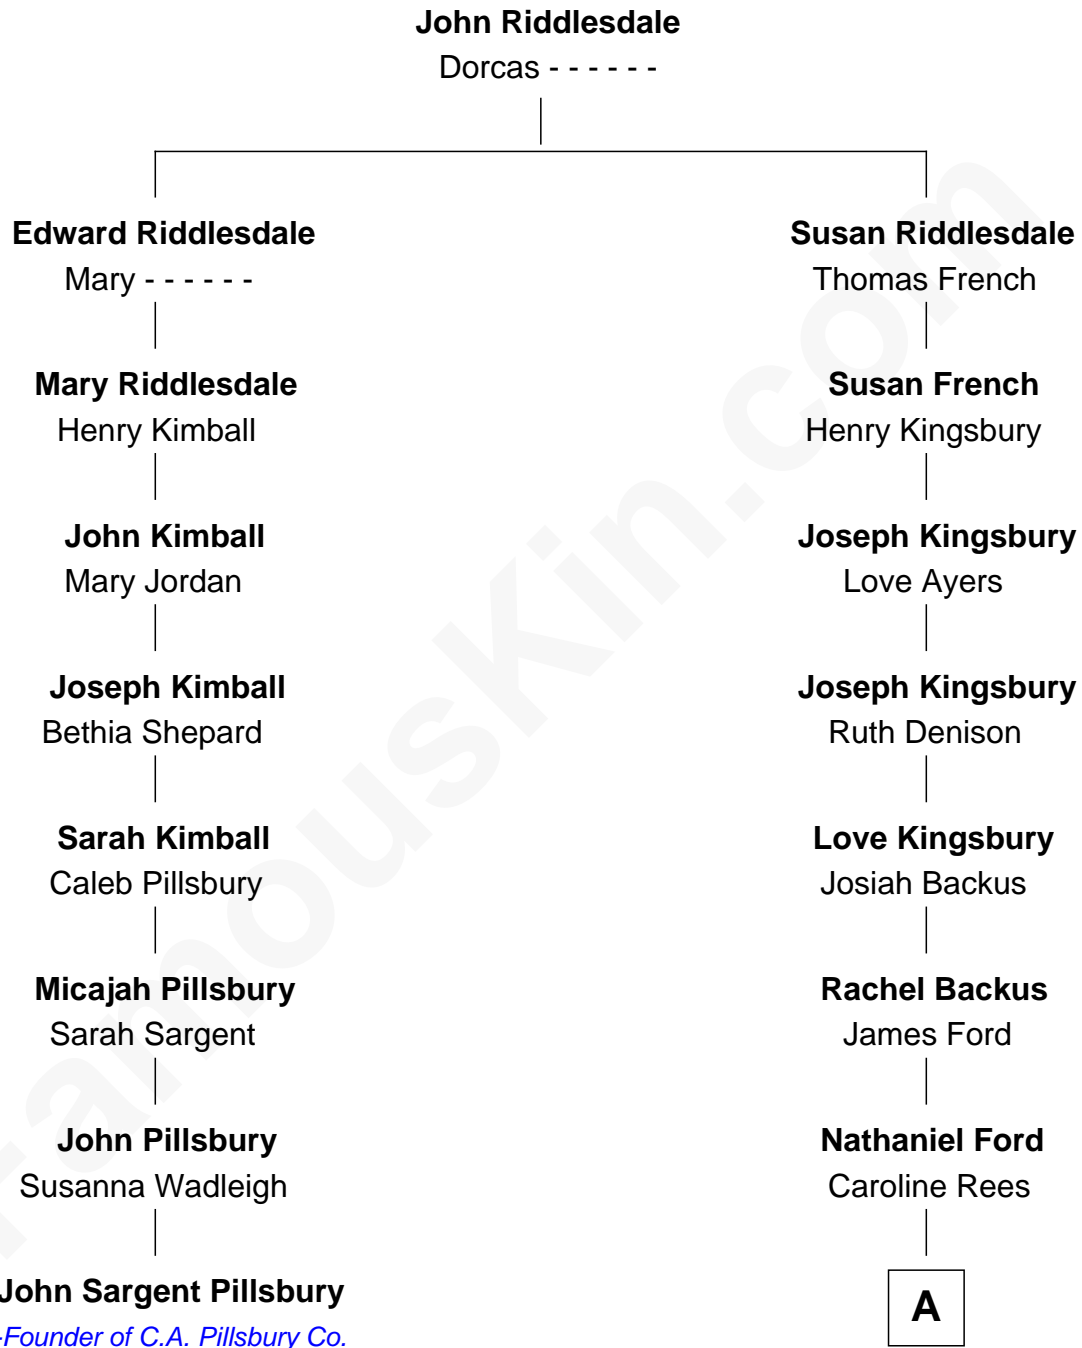 John Riddlesdale
Dorcas - - - - - -
Edward Riddlesdale
Mary - - - - - -
Susan Riddlesdale
Thomas French
Mary Riddlesdale
Henry Kimball
Susan French
Henry Kingsbury
John Kimball
Mary Jordan
Joseph Kingsbury
Love Ayers
Joseph Kimball
Bethia Shepard
Joseph Kingsbury
Ruth Denison
Sarah Kimball
Caleb Pillsbury
Love Kingsbury
Josiah Backus
Micajah Pillsbury
Sarah Sargent
Rachel Backus
James Ford
John Pillsbury
Susanna Wadleigh
Nathaniel Ford
Caroline Rees
John Sargent Pillsbury
-Founder of C.A. Pillsbury Co.
A
FamousKin.com